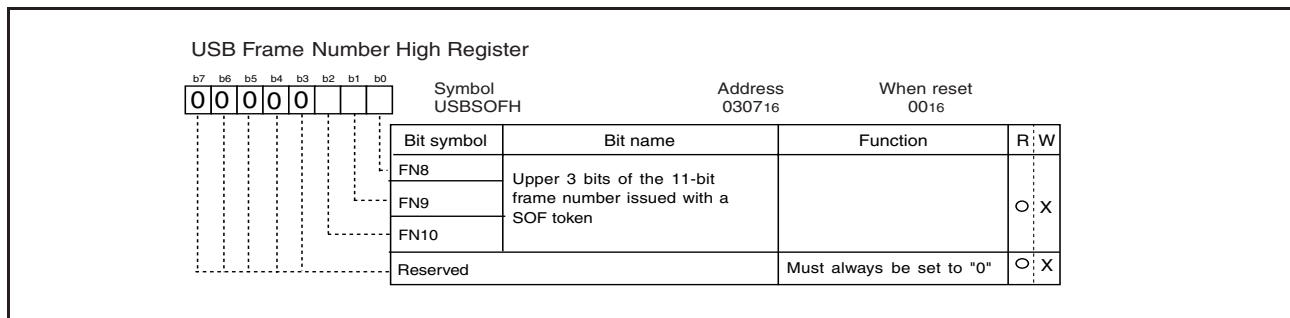 USB Frame Number High Register
b7 b6 b5 b4 b3 b2 b1 b0
0 0 0 0 0
Symbol Address When reset
USBSOFH 030716 0016
Bit symbol Bit name Function R W
FN8
FN9
FN10
Upper 3 bits of the 11-bit
frame number issued with a
SOF token
O X
Reserved Must always be set to "0" O X